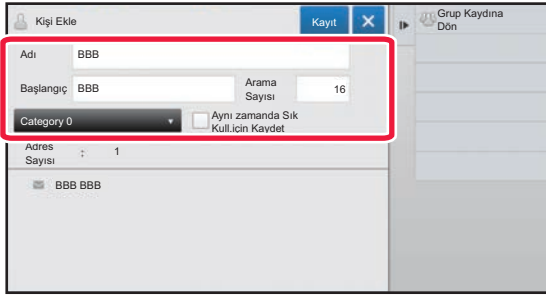 Kişi Ekle
Kayıt
Grup Kaydına
Dön
Adı
BBB
Başlangıç
BBB
Arama
Sayısı
16
Category 0
Aynı zamanda Sık
Kull.için Kaydet
Adres
Sayısı
:
1
BBB BBB